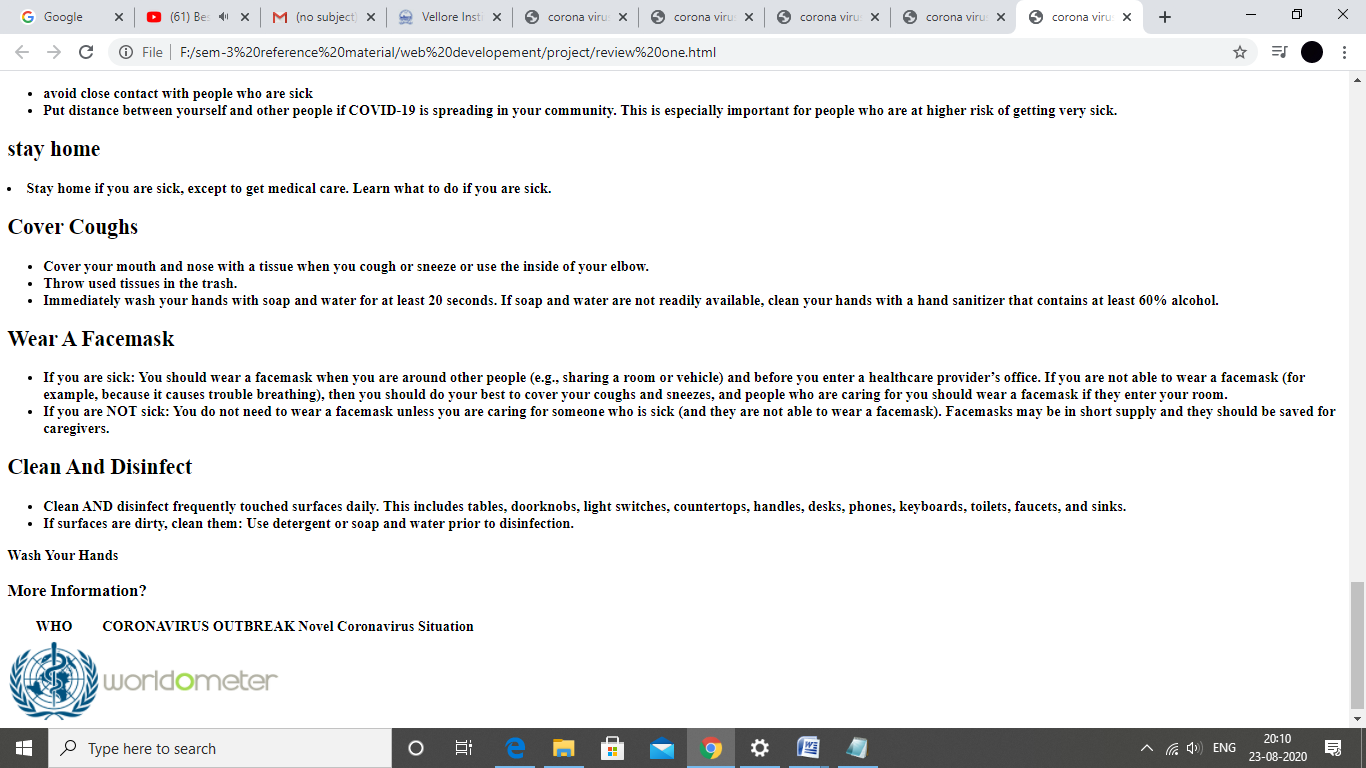 Google
(61) Bes
(no subject)
Vellore Insti
corona virus
corona virus
corona virus
corona virus
corona virus
File
F:/sem-3%20reference%20material/web%20developement/project/review%20one.html
• avoid close contact with people who are sick
• Put distance between yourself and other people if COVID-19 is spreading in your community. This is especially important for people who are at higher risk of getting very sick.
stay home
• Stay home if you are sick, except to get medical care. Learn what to do if you are sick.
Cover Coughs
• Cover your mouth and nose with a tissue when you cough or sneeze or use the inside of your elbow.
• Throw used tissues in the trash.
• Immediately wash your hands with soap and water for at least 20 seconds. If soap and water are not readily available, clean your hands with a hand sanitizer that contains at least 60% alcohol.
Wear A Facemask
• If you are sick: You should wear a facemask when you are around other people (e.g., sharing a room or vehicle) and before you enter a healthcare provider’s office. If you are not able to wear a facemask (for
example, because it causes trouble breathing), then you should do your best to cover your coughs and sneezes, and people who are caring for you should wear a facemask if they enter your room.
• If you are NOT sick: You do not need to wear a facemask unless you are caring for someone who is sick (and they are not able to wear a facemask). Facemasks may be in short supply and they should be saved for
caregivers.
Clean And Disinfect
• Clean AND disinfect frequently touched surfaces daily. This includes tables, doorknobs, light switches, countertops, handles, desks, phones, keyboards, toilets, faucets, and sinks.
• If surfaces are dirty, clean them: Use detergent or soap and water prior to disinfection.
Wash Your Hands
More Information?
WHO CORONAVIRUS OUTBREAK Novel Coronavirus Situation
worldometer
Type here to search
ENG
20:10
23-08-2020